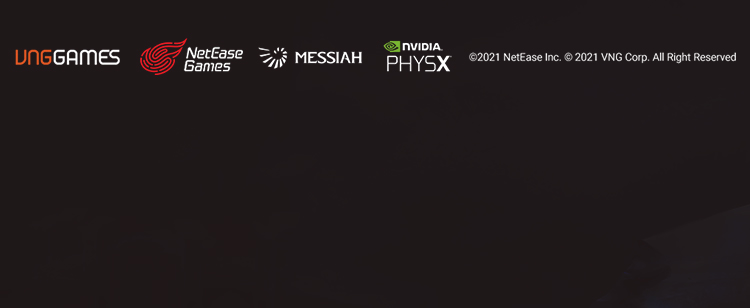 VNGGAMES
NetEase
Games
MESSIAH
NVIDIA.
PHYSX
©2021 NetEase Inc. © 2021 VNG Corp. All Right Reserved